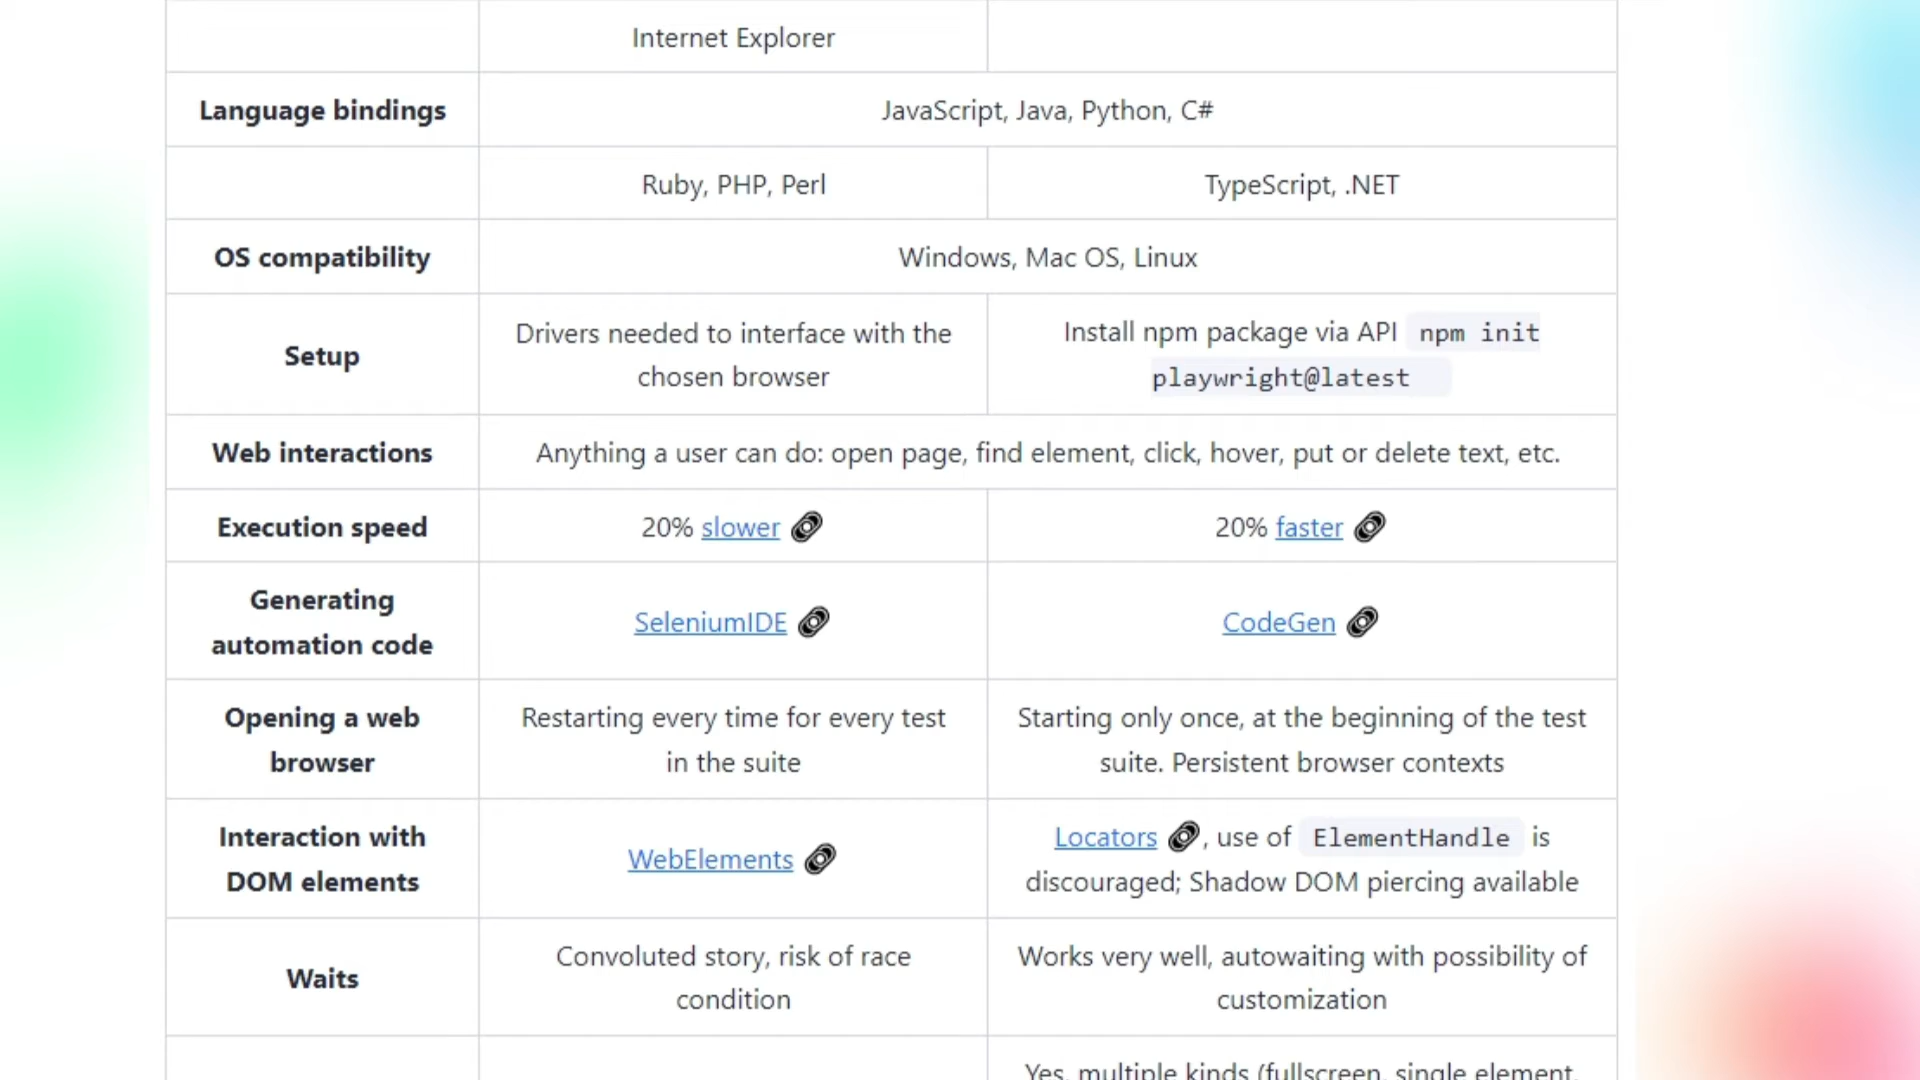 Internet Explorer
Language bindings
JavaScript, Java, Python, C#
Ruby, PHP, Perl
TypeScript, .NET
OS compatibility
Windows, Mac OS, Linux
Setup
Drivers needed to interface with the
chosen browser
Install npm package via API npm init
playwright@latest
Web interactions
Anything a user can do: open page, find element, click, hover, put or delete text, etc.
Execution speed
20% slower
20% faster
Generating
automation code
SeleniumIDE
CodeGen
Opening a web
browser
Restarting every time for every test
in the suite
Starting only once, at the beginning of the test
suite. Persistent browser contexts
Interaction with
DOM elements
WebElements
Locators , use of ElementHandle is
discouraged; Shadow DOM piercing available
Waits
Convoluted story, risk of race
condition
Works very well, autowaiting with possibility of
customization
Yes, multiple kinds (fullscreen, single element,